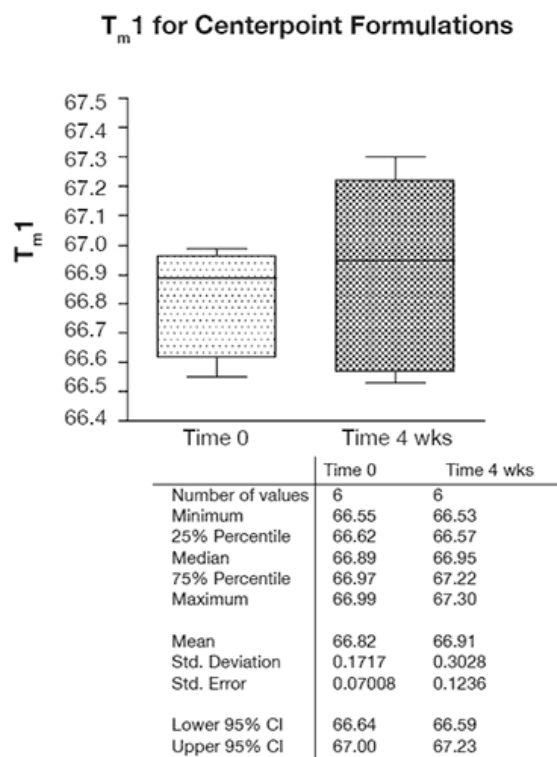 Tm1 for Centerpoint Formulations
67.5
67.4
67.3
67.2
67.1
67.0
66.9
66.8
66.7
66.6
66.5
66.4
Tm1
Time 0 Time 4 wks
Time 0 Time 4 wks
Number of values 6 6
Minimum 66.55 66.53
25% Percentile 66.62 66.57
Median 66.89 66.95
75% Percentile 66.97 67.22
Maximum 66.99 67.30
Mean 66.82 66.91
Std. Deviation 0.1717 0.3028
Std. Error 0.07008 0.1236
Lower 95% CI 66.64 66.59
Upper 95% CI 67.00 67.23